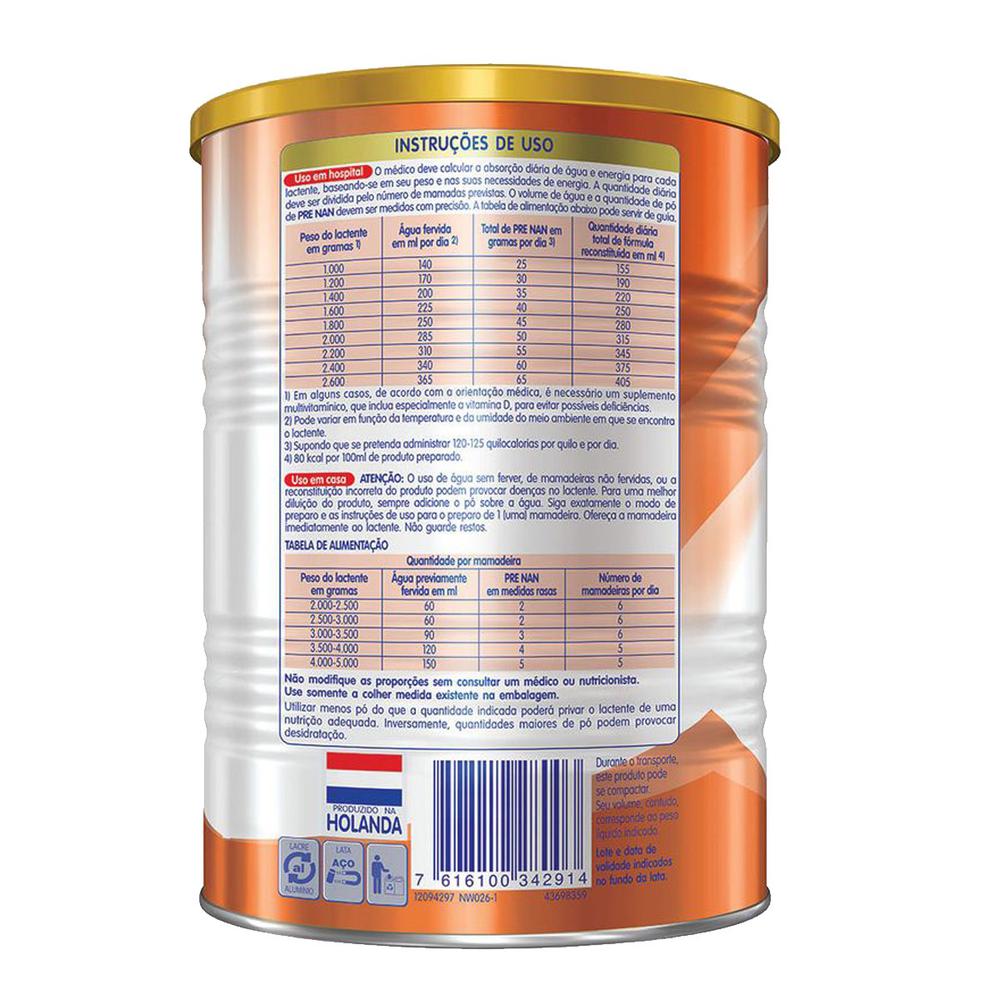 INSTRUÇÕES DE USO
Uso em hospital O médico deve calcular a absorção diária de água e energia para cada
lactente, baseando-se em seu peso e nas suas necessidades de energia. A quantidade diária
deve ser dividida pelo número de mamadas previstas. O volume de água e a quantidade de pó
de PRE NAN devem ser medidos com precisão. A tabela de alimentação abaixo pode servir de guia.
Peso do lactente em gramas 1) Água fervida em ml por dia 2) Total de PRE NAN em gramas por dia 3) Quantidade diária total de fórmula reconstituída em ml 4)
1.000 140 25 155
1.200 170 30 190
1.400 200 35 220
1.600 225 40 250
1.800 250 45 280
2.000 285 50 315
2.200 310 55 345
2.400 340 60 375
2.600 365 65 405
1) Em alguns casos, de acordo com a orientação médica, é necessário um suplemento
multivitamínico, que inclua especialmente a vitamina D, para evitar possíveis deficiências.
2) Pode variar em função da temperatura e da umidade do meio ambiente em que se encontra
o lactente.
3) Supondo que se pretenda administrar 120-125 quilocalorias por quilo e por dia.
4) 80 kcal por 100ml de produto preparado.
Uso em casa ATENÇÃO: O uso de água sem ferver, de mamadeiras não fervidas, ou a
reconstituição incorreta do produto podem provocar doenças no lactente. Para uma melhor
diluição do produto, sempre adicione o pó sobre a água. Siga exatamente o modo de
preparo e as instruções de uso para o preparo de 1 (uma) mamadeira. Ofereça a mamadeira
imediatamente ao lactente. Não guarde restos.
TABELA DE ALIMENTAÇÃO
Quantidade por mamadeira
Peso do lactente em gramas Água previamente fervida em ml PRE NAN em medidas rasas Número de mamadeiras por dia
2.000-2.500 60 2 6
2.500-3.000 60 2 6
3.000-3.500 90 3 6
3.500-4.000 120 4 5
4.000-5.000 150 5 5
Não modifique as proporções sem consultar um médico ou nutricionista.
Use somente a colher medida existente na embalagem.
Utilizar menos pó do que a quantidade indicada poderá privar o lactente de uma
nutrição adequada. Inversamente, quantidades maiores de pó podem provocar
desidratação.
PRODUZIDO NA
HOLANDA
LACRE
al
ALUMÍNIO
LATA
AÇO
7 616100 342914
12094297 NW026-1 43698359
Durante o transporte,
este produto pode
se compactar.
Seu volume, contudo,
corresponde ao peso
líquido indicado.
Lote e data de
validade indicados
no fundo da lata.